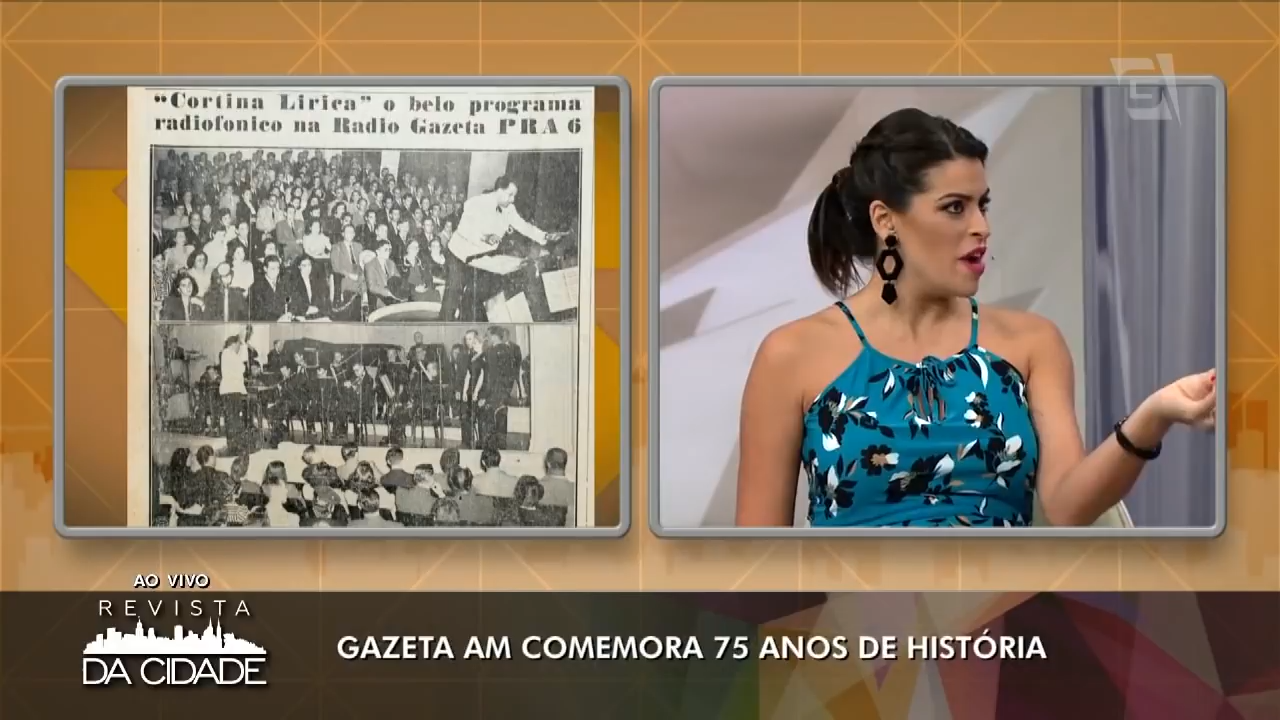 "Cortina Lirica" o belo programa
radiofonico na Radio Gazeta PRA 6
G
AO VIVO
REVISTA
DA CIDADE
GAZETA AM COMEMORA 75 ANOS DE HISTÓRIA